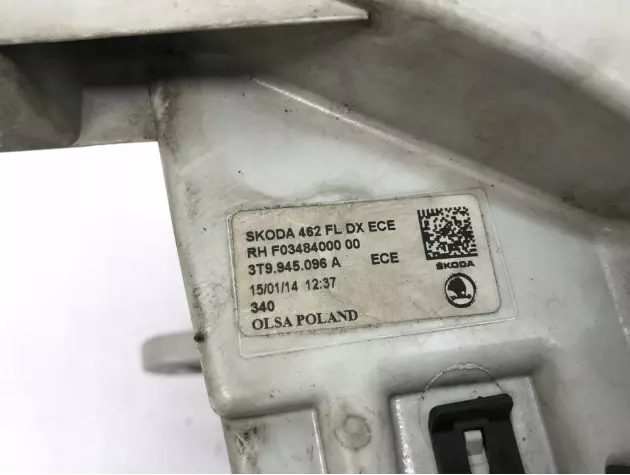 SKODA 462 FL DX ECE
RH F03484000 00
3T9.945.096 A ECE
15/01/14 12:37
340
OLSA POLAND
ŠKODA